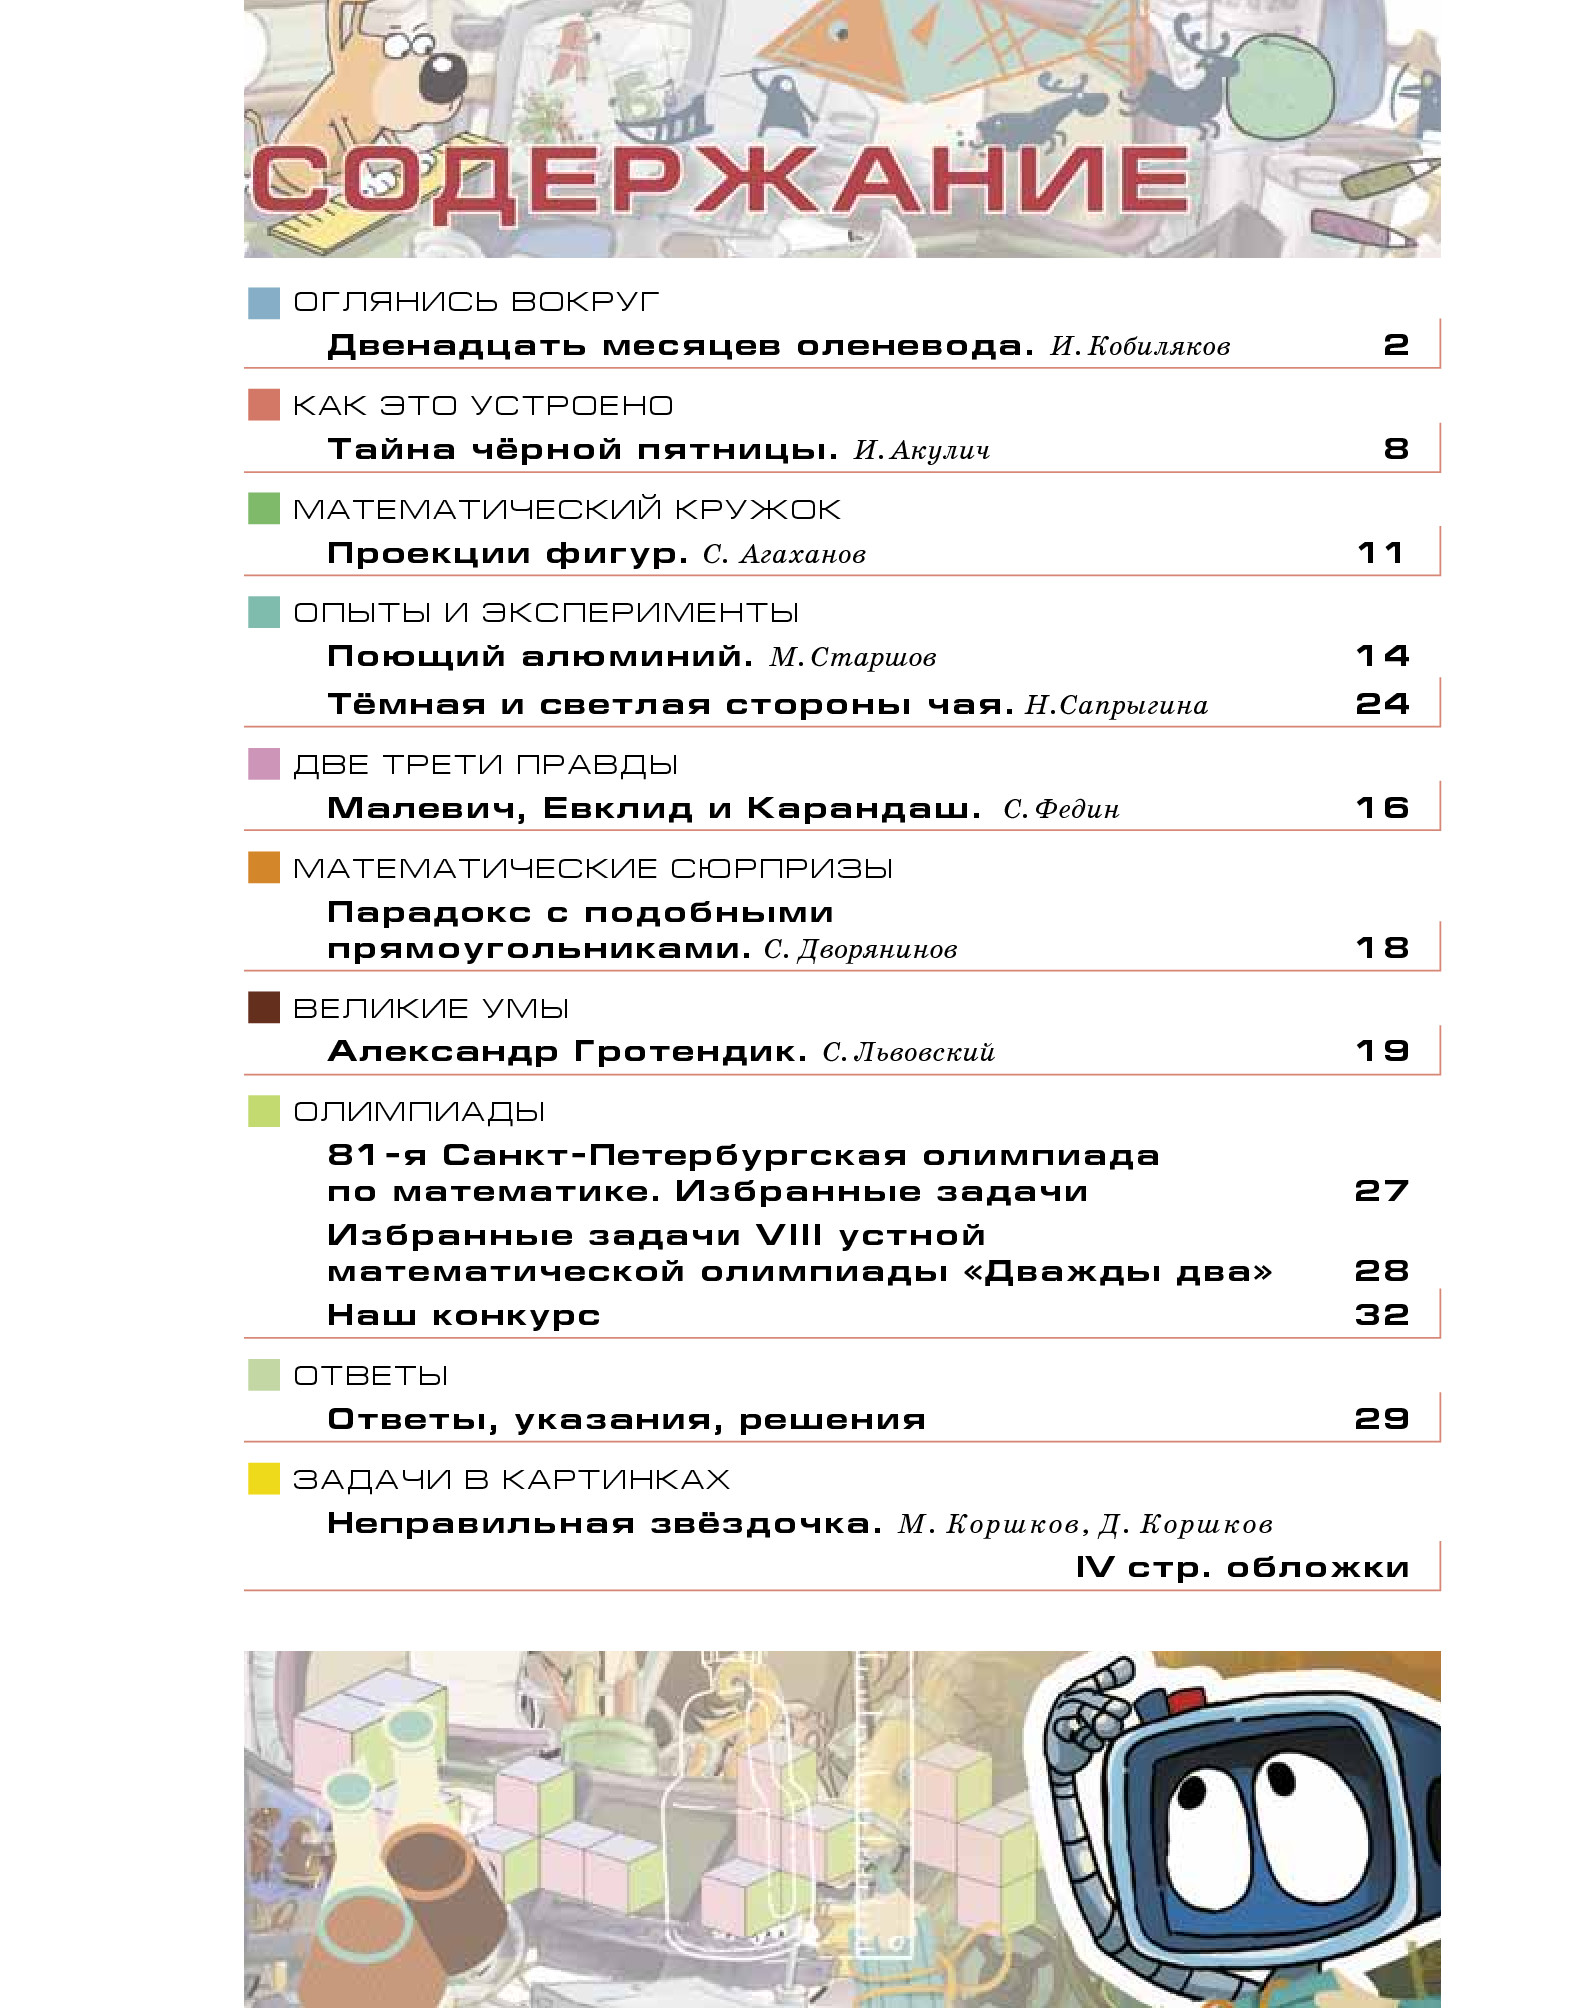 СОДЕРЖАНИЕ
ОГЛЯНИСЬ ВОКРУГ
Двенадцать месяцев оленевода. И. Кобиляков 2
КАК ЭТО УСТРОЕНО
Тайна чёрной пятницы. И. Акулич 8
МАТЕМАТИЧЕСКИЙ КРУЖОК
Проекции фигур. С. Агаханов 11
ОПЫТЫ И ЭКСПЕРИМЕНТЫ
Поющий алюминий. М. Старшов 14
Тёмная и светлая стороны чая. Н.Сапрыгина 24
ДВЕ ТРЕТИ ПРАВДЫ
Малевич, Евклид и Карандаш. С. Федин 16
МАТЕМАТИЧЕСКИЕ СЮРПРИЗЫ
Парадокс с подобными
прямоугольниками. С. Дворянинов 18
ВЕЛИКИЕ УМЫ
Александр Гротендик. С. Львовский 19
ОЛИМПИАДЫ
81-я Санкт-Петербургская олимпиада
по математике. Избранные задачи 27
Избранные задачи VIII устной
математической олимпиады «Дважды два» 28
Наш конкурс 32
ОТВЕТЫ
Ответы, указания, решения 29
ЗАДАЧИ В КАРТИНКАХ
Неправильная звёздочка. М. Коршков, Д. Коршков
IV стр. обложки